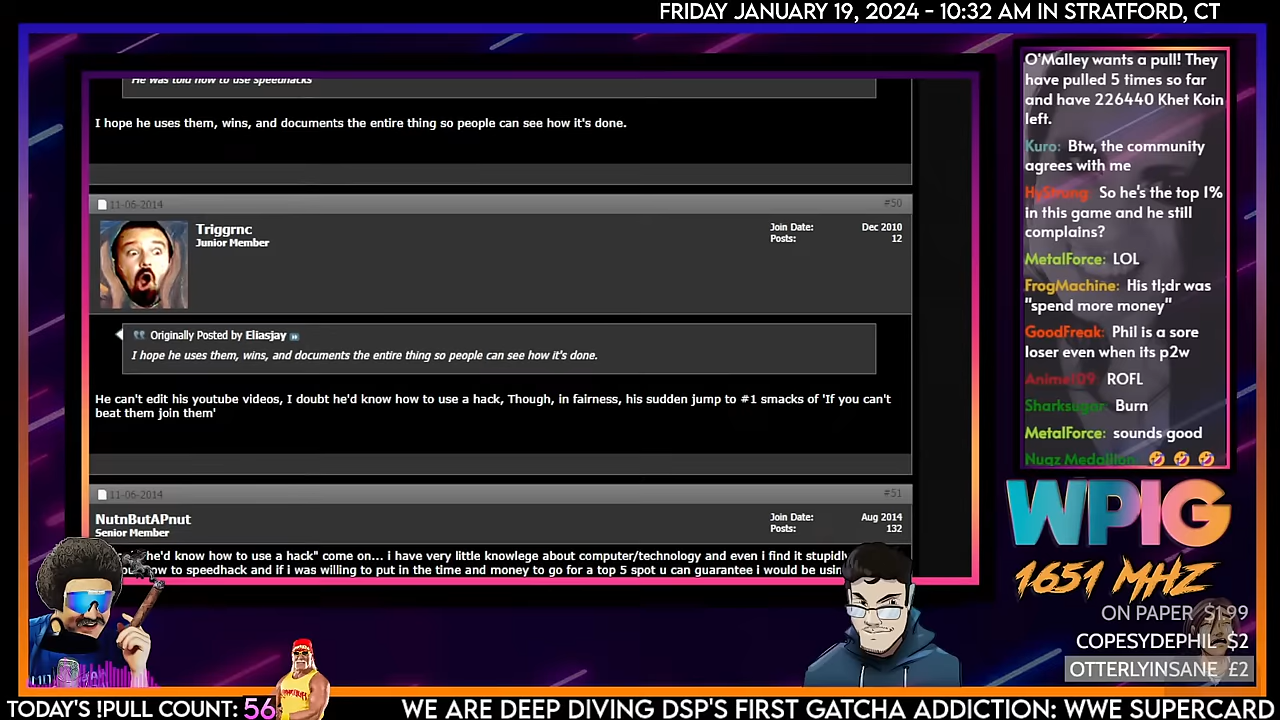 FRIDAY JANUARY 19, 2024 - 10:32 AM IN STRATFORD, CT
He was told how to use speedhacks
I hope he uses them, wins, and documents the entire thing so people can see how it's done.
11-06-2014 #50
Triggrnc
Junior Member
Join Date: Dec 2010
Posts: 12
Originally Posted by Eliasjay
I hope he uses them, wins, and documents the entire thing so people can see how it's done.
He can't edit his youtube videos, I doubt he'd know how to use a hack, Though, in fairness, his sudden jump to #1 smacks of 'If you can't
beat them join them'
11-06-2014 #51
NutnButAPnut
Senior Member
Join Date: Aug 2014
Posts: 132
he'd know how to use a hack" come on... i have very little knowlege about computer/technology and even i find it stupidly
how to speedhack and if i was willing to put in the time and money to go for a top 5 spot u can guarantee i would be
O'Malley wants a pull! They
have pulled 5 times so far
and have 226440 Khet Koin
left.
Kuro: Btw, the community
agrees with me
HyStrung: So he's the top 1%
in this game and he still
complains?
MetalForce: LOL
FrogMachine: His tl;dr was
"spend more money"
GoodFreak: Phil is a sore
loser even when its p2w
Anime109: ROFL
Sharksugar: Burn
MetalForce: sounds good
Nugz Medallion: 🤣 🤣 🤣
WPIG
1651 MHZ
ON PAPER $1.99
COPESYDEPHIL $2
OTTERLYINSANE £2
TODAY'S !PULL COUNT: 56
WE ARE DEEP DIVING DSP'S FIRST GATCHA ADDICTION: WWE SUPERCARD